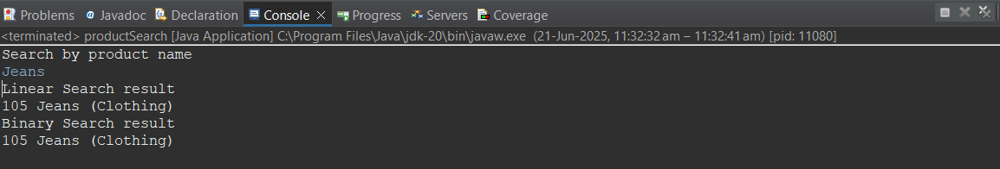 Problems @ Javadoc Declaration Console Progress Servers Coverage
<terminated> productSearch [Java Application] C:\Program Files\Java\jdk-20\bin\javaw.exe (21-Jun-2025, 11:32:32 am – 11:32:41 am) [pid: 11080]
Search by product name
Jeans
Linear Search result
105 Jeans (Clothing)
Binary Search result
105 Jeans (Clothing)